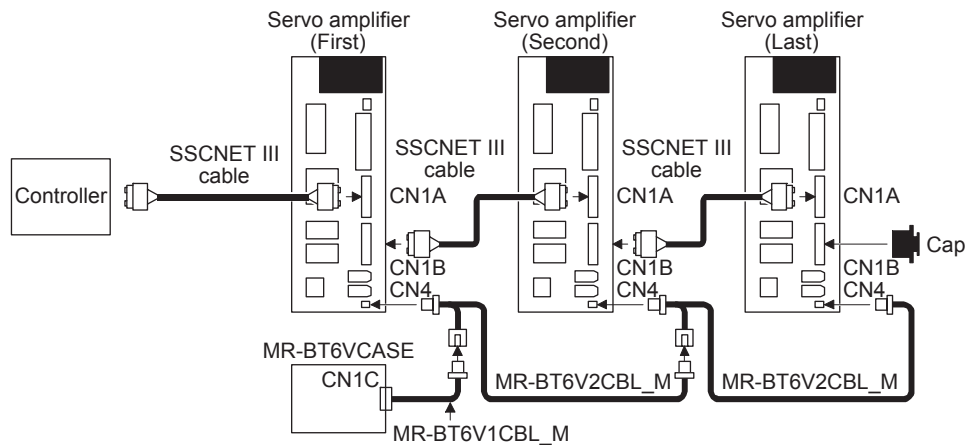 Servo amplifier
(First)
Servo amplifier
(Second)
Servo amplifier
(Last)
SSCNET III
cable
SSCNET III
cable
SSCNET III
cable
Controller
CN1A
CN1A
CN1A
Cap
CN1B
CN4
CN1B
CN4
CN1B
CN4
MR-BT6VCASE
CN1C
MR-BT6V2CBL_M
MR-BT6V2CBL_M
MR-BT6V1CBL_M